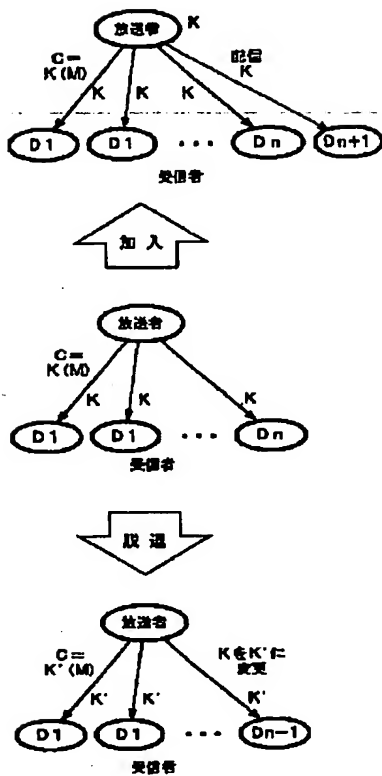 放送者 K
C=
K(M)
K K K
配信
K
D1 D1 ・・・ Dn Dn+1
受信者
加入
放送者
C=
K(M)
K K K
D1 D1 ・・・ Dn
受信者
脱退
放送者
C=
K'(M)
KをK'に
変更
K' K' K'
D1 D1 ・・・ Dn-1
受信者